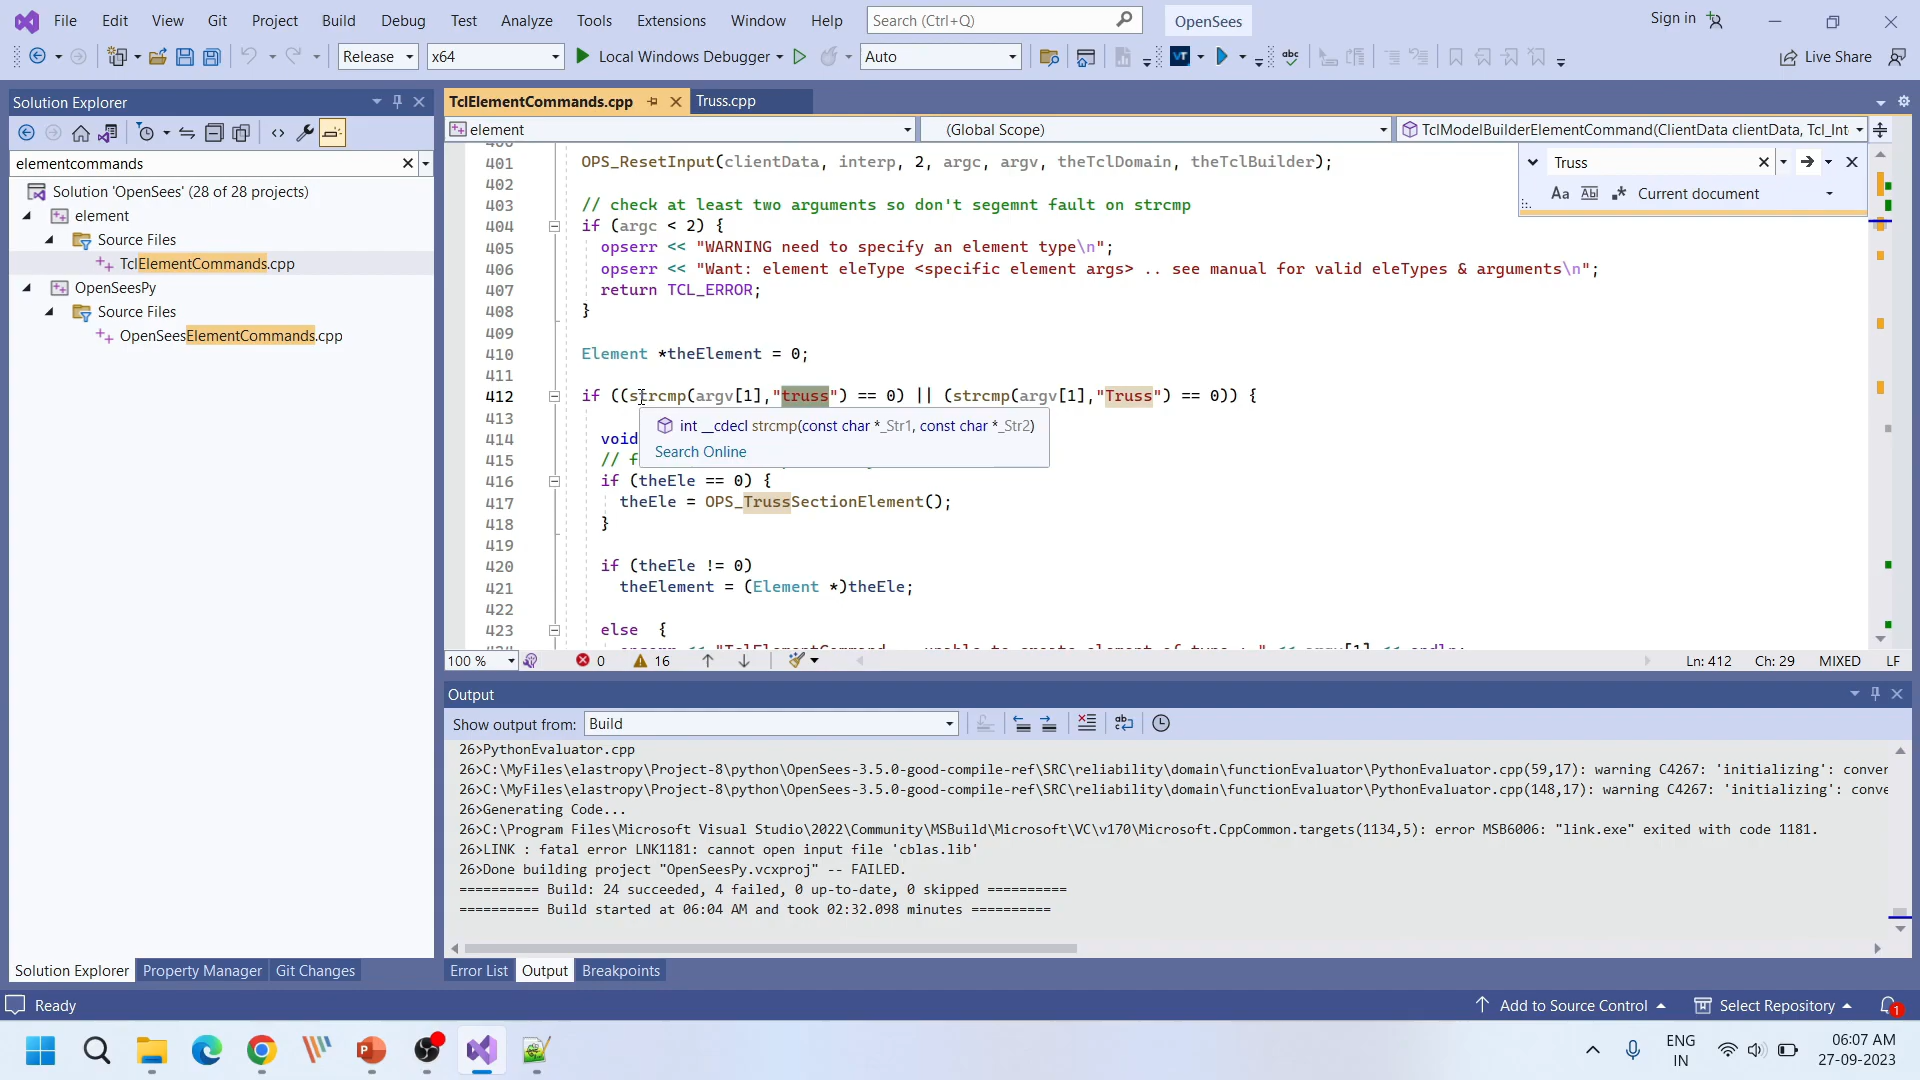 File Edit View Git Project Build Debug Test Analyze Tools Extensions Window Help Search (Ctrl+Q) OpenSees Sign in
Release x64 Local Windows Debugger Auto Live Share
Solution Explorer
elementcommands
Solution 'OpenSees' (28 of 28 projects)
element
Source Files
TclElementCommands.cpp
OpenSeesPy
Source Files
OpenSeesElementCommands.cpp
TclElementCommands.cpp Truss.cpp
element (Global Scope) TclModelBuilderElementCommand(ClientData clientData, Tcl_Int
Truss
Aa Ab Current document
401 OPS_ResetInput(clientData, interp, 2, argc, argv, theTclDomain, theTclBuilder);
402
403 // check at least two arguments so don't segemnt fault on strcmp
404 if (argc < 2) {
405 opserr << "WARNING need to specify an element type\n";
406 opserr << "Want: element eleType <specific element args> .. see manual for valid eleTypes & arguments\n";
407 return TCL_ERROR;
408 }
409
410 Element *theElement = 0;
411
412 if ((strcmp(argv[1],"truss") == 0) || (strcmp(argv[1],"Truss") == 0)) {
413
int __cdecl strcmp(const char *_Str1, const char *_Str2)
Search Online
414 void
415 // f
416 if (theEle == 0) {
417 theEle = OPS_TrussSectionElement();
418 }
419
420 if (theEle != 0)
421 theElement = (Element *)theEle;
422
423 else {
100 % 0 16 Ln: 412 Ch: 29 MIXED LF
Output
Show output from: Build
26>PythonEvaluator.cpp
26>C:\MyFiles\elastropy\Project-8\python\OpenSees-3.5.0-good-compile-ref\SRC\reliability\domain\functionEvaluator\PythonEvaluator.cpp(59,17): warning C4267: 'initializing': conver
26>C:\MyFiles\elastropy\Project-8\python\OpenSees-3.5.0-good-compile-ref\SRC\reliability\domain\functionEvaluator\PythonEvaluator.cpp(148,17): warning C4267: 'initializing': conve
26>Generating Code...
26>C:\Program Files\Microsoft Visual Studio\2022\Community\MSBuild\Microsoft\VC\v170\Microsoft.CppCommon.targets(1134,5): error MSB6006: "link.exe" exited with code 1181.
26>LINK : fatal error LNK1181: cannot open input file 'cblas.lib'
26>Done building project "OpenSeesPy.vcxproj" -- FAILED.
========== Build: 24 succeeded, 4 failed, 0 up-to-date, 0 skipped ==========
========== Build started at 06:04 AM and took 02:32.098 minutes ==========
Solution Explorer Property Manager Git Changes Error List Output Breakpoints
Ready Add to Source Control Select Repository 1
ENG
IN
06:07 AM
27-09-2023